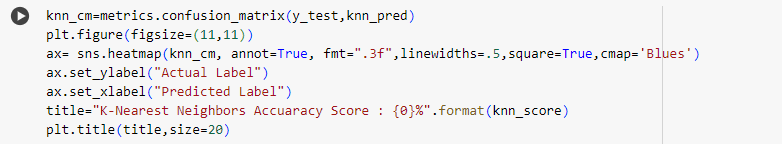 knn_cm=metrics.confusion_matrix(y_test,knn_pred)
plt.figure(figsize=(11,11))
ax= sns.heatmap(knn_cm, annot=True, fmt=".3f",linewidths=.5,square=True,cmap='Blues')
ax.set_ylabel("Actual Label")
ax.set_xlabel("Predicted Label")
title="K-Nearest Neighbors Accuaracy Score : {0}%".format(knn_score)
plt.title(title,size=20)